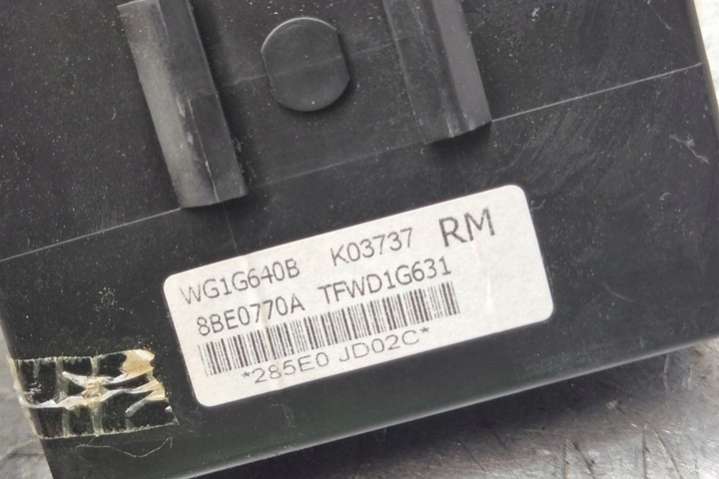 WG1G640B K03737 RM
8BE0770A TFWD1G631
*285E0 JD02C*